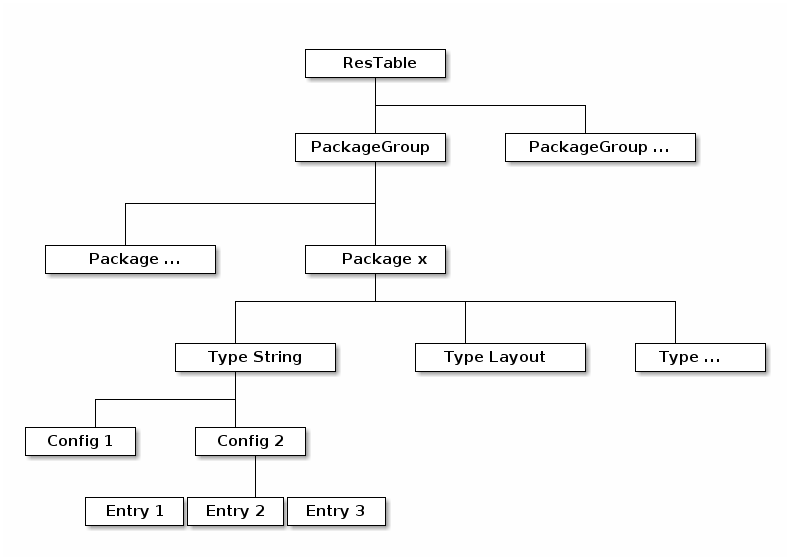 ResTable
PackageGroup
PackageGroup ...
Package ...
Package x
Type String
Type Layout
Type ...
Config 1
Config 2
Entry 1
Entry 2
Entry 3